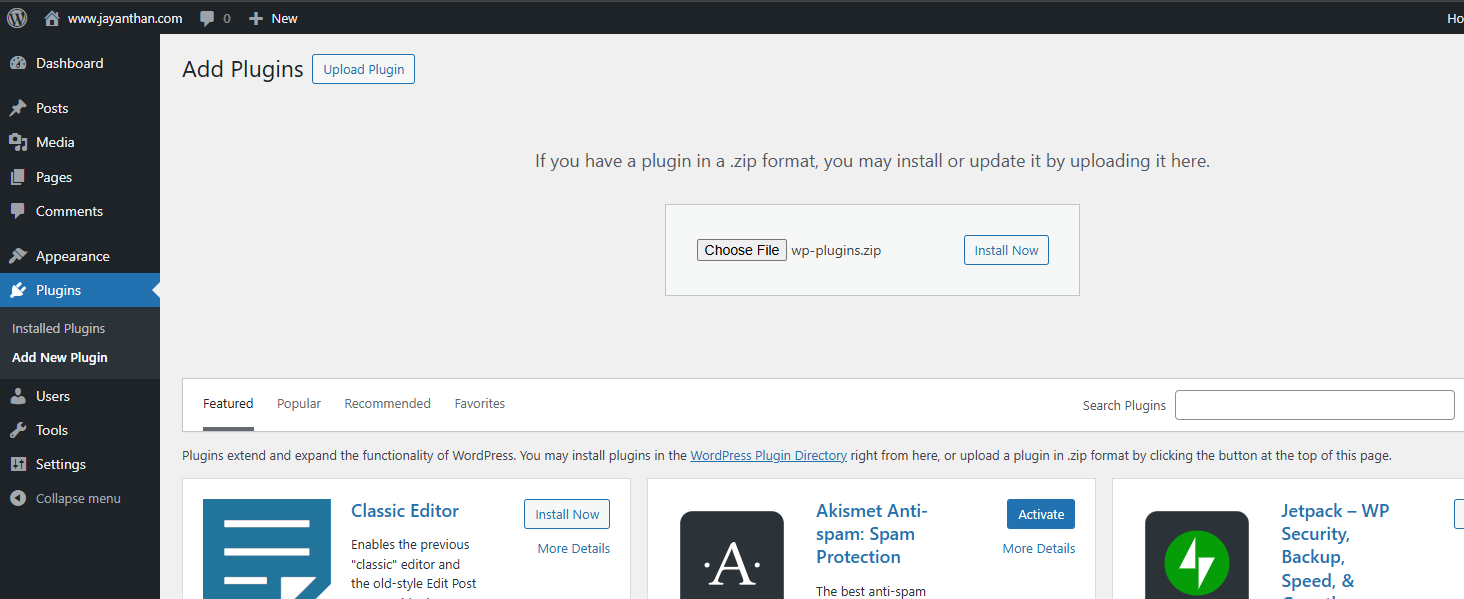 www.jayanthan.com 0 New
Dashboard
Posts
Media
Pages
Comments
Appearance
Plugins
Installed Plugins
Add New Plugin
Users
Tools
Settings
Collapse menu
Add Plugins Upload Plugin
If you have a plugin in a .zip format, you may install or update it by uploading it here.
Choose File wp-plugins.zip Install Now
Featured Popular Recommended Favorites Search Plugins
Plugins extend and expand the functionality of WordPress. You may install plugins in the WordPress Plugin Directory right from here, or upload a plugin in .zip format by clicking the button at the top of this page.
Classic Editor Install Now
More Details
Enables the previous
"classic" editor and
the old-style Edit Post
Akismet Anti-
spam: Spam
Protection
Activate
More Details
The best anti-spam
Jetpack – WP
Security,
Backup,
Speed, &